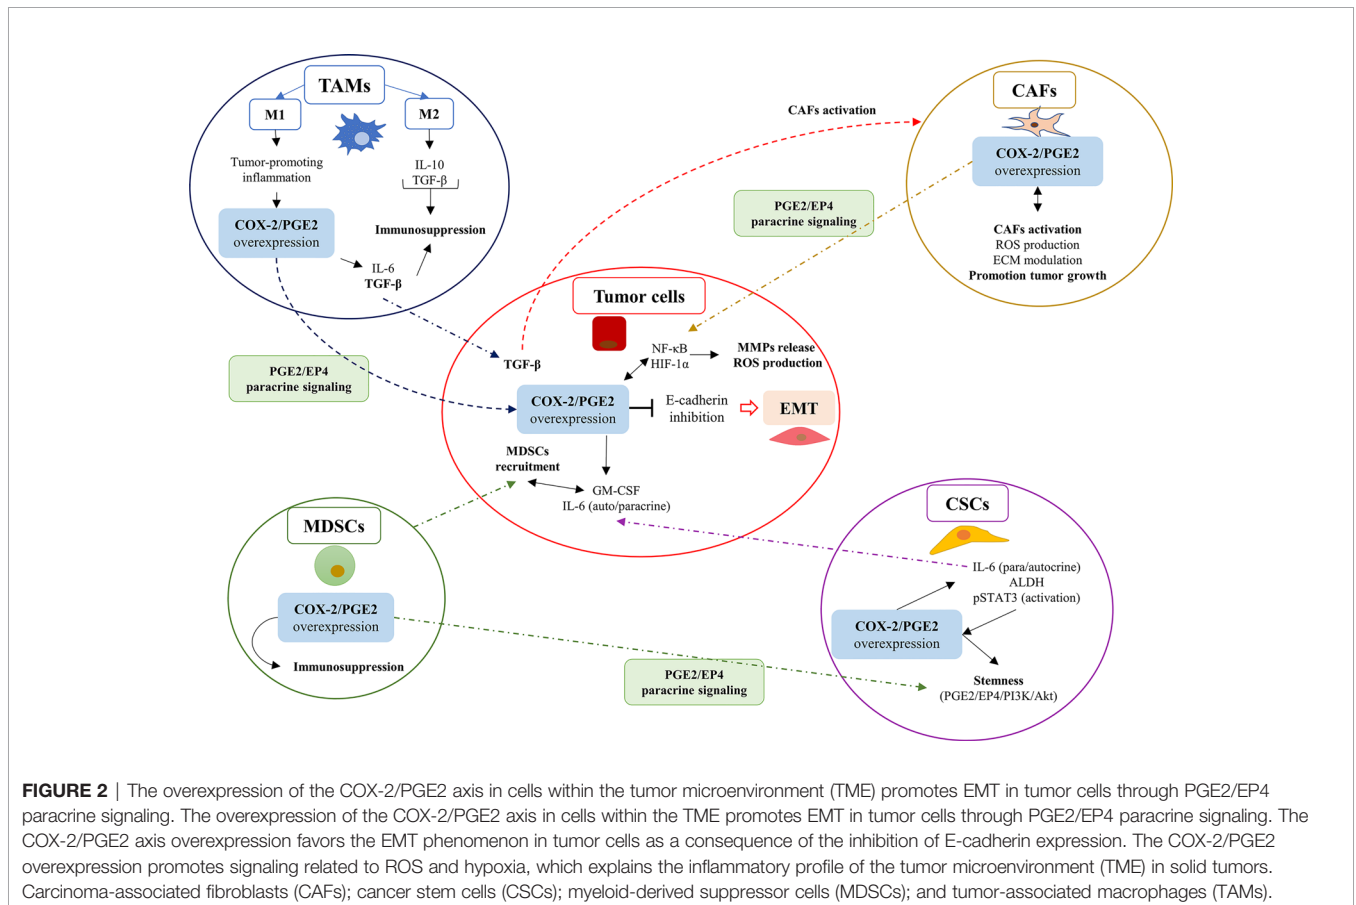 TAMs
M1
M2
Tumor-promoting
inflammation
IL-10
TGF-β
COX-2/PGE2
overexpression
Immunosuppression
IL-6
TGF-β
PGE2/EP4
paracrine signaling
CAFs activation
CAFs
COX-2/PGE2
overexpression
CAFs activation
ROS production
ECM modulation
Promotion tumor growth
PGE2/EP4
paracrine signaling
Tumor cells
TGF-β
NF-κB
HIF-1α
MMPs release
ROS production
COX-2/PGE2
overexpression
E-cadherin
inhibition
EMT
MDSCs
recruitment
GM-CSF
IL-6 (auto/paracrine)
MDSCs
COX-2/PGE2
overexpression
Immunosuppression
PGE2/EP4
paracrine signaling
CSCs
IL-6 (para/autocrine)
ALDH
pSTAT3 (activation)
COX-2/PGE2
overexpression
Stemness
(PGE2/EP4/PI3K/Akt)
FIGURE 2 | The overexpression of the COX-2/PGE2 axis in cells within the tumor microenvironment (TME) promotes EMT in tumor cells through PGE2/EP4
paracrine signaling. The overexpression of the COX-2/PGE2 axis in cells within the TME promotes EMT in tumor cells through PGE2/EP4 paracrine signaling. The
COX-2/PGE2 axis overexpression favors the EMT phenomenon in tumor cells as a consequence of the inhibition of E-cadherin expression. The COX-2/PGE2
overexpression promotes signaling related to ROS and hypoxia, which explains the inflammatory profile of the tumor microenvironment (TME) in solid tumors.
Carcinoma-associated fibroblasts (CAFs); cancer stem cells (CSCs); myeloid-derived suppressor cells (MDSCs); and tumor-associated macrophages (TAMs).